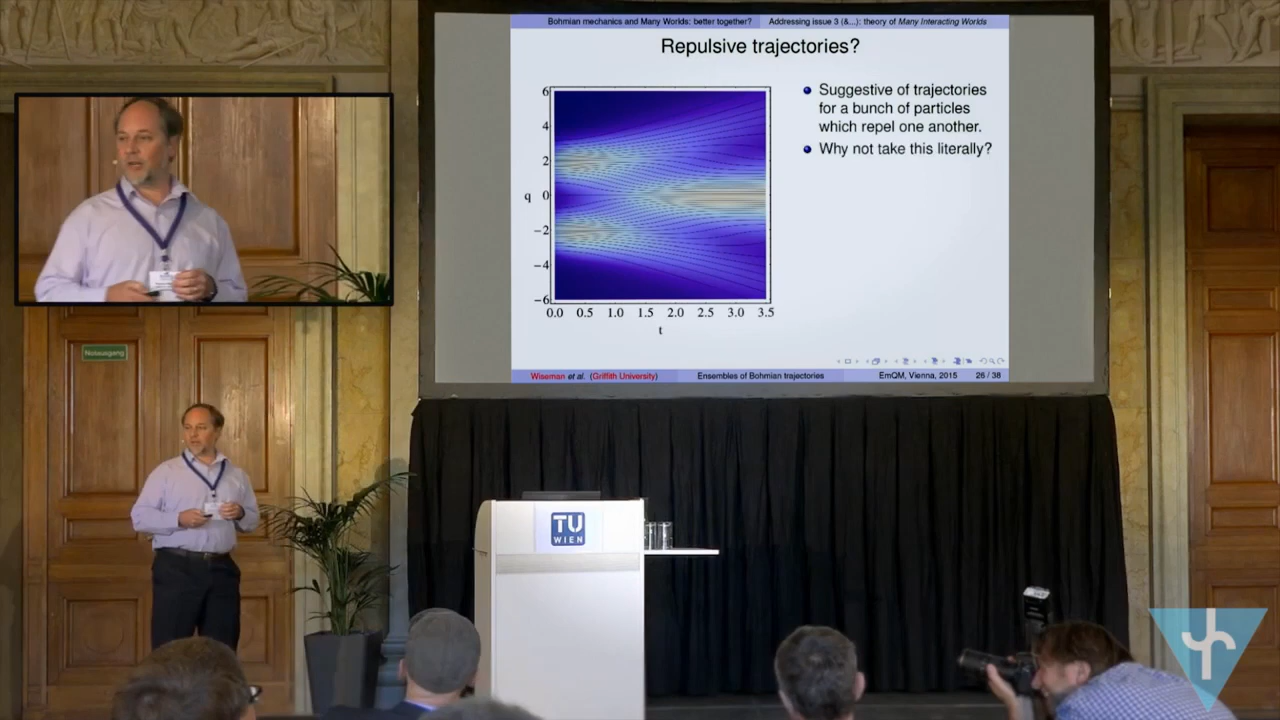 Bohmian mechanics and Many Worlds: better together? Addressing issue 3 (&...): theory of Many Interacting Worlds
Repulsive trajectories?
Suggestive of trajectories
for a bunch of particles
which repel one another.
Why not take this literally?
6
4
2
q 0
−2
−4
−6
0.0 0.5 1.0 1.5 2.0 2.5 3.0 3.5
t
Wiseman et al. (Griffith University) Ensembles of Bohmian trajectories EmQM, Vienna, 2015 26 / 38
Notausgang
TU
WIEN